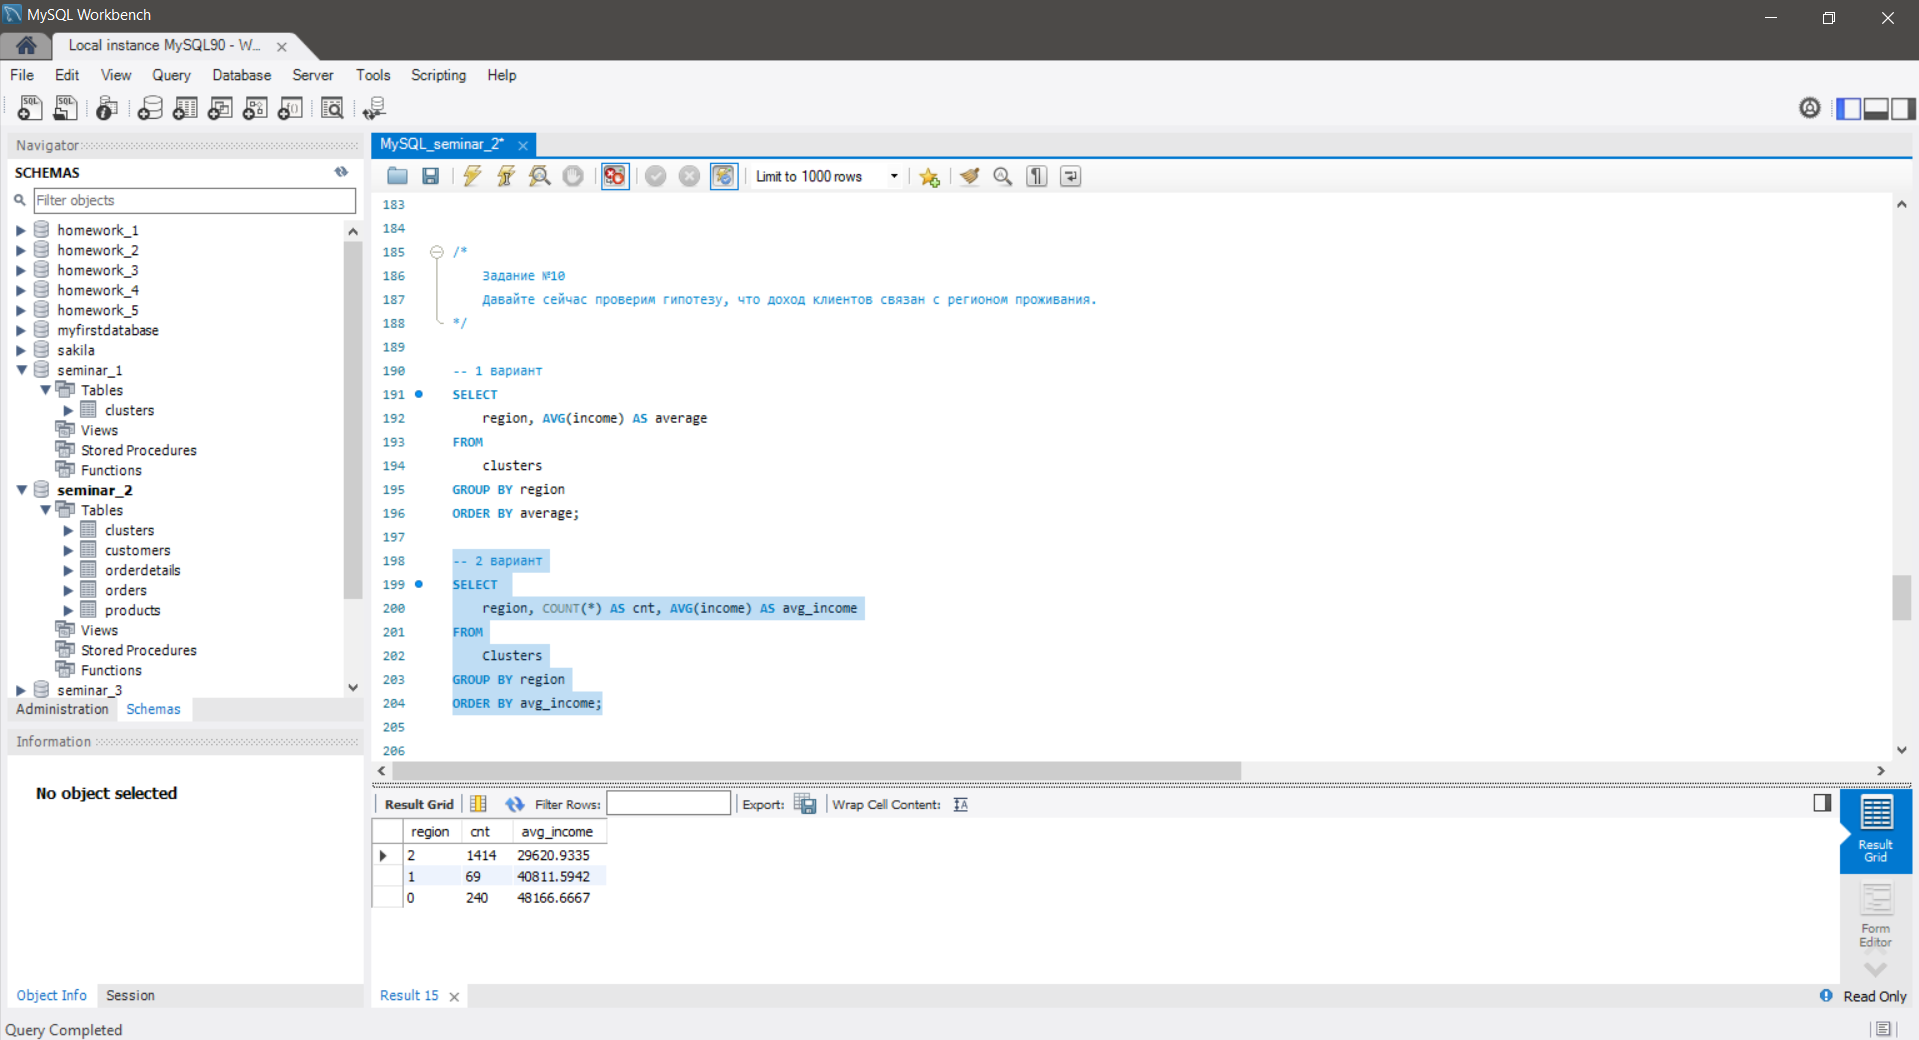 MySQL Workbench
Local instance MySQL90 - W...
File Edit View Query Database Server Tools Scripting Help
Navigator
SCHEMAS
Filter objects
homework_1
homework_2
homework_3
homework_4
homework_5
myfirstdatabase
sakila
seminar_1
Tables
clusters
Views
Stored Procedures
Functions
seminar_2
Tables
clusters
customers
orderdetails
orders
products
Views
Stored Procedures
Functions
seminar_3
Administration Schemas
Information
No object selected
Object Info Session
MySQL_seminar_2*
Limit to 1000 rows
183
184
185 /*
186 Задание №10
187 Давайте сейчас проверим гипотезу, что доход клиентов связан с регионом проживания.
188 */
189
190 -- 1 вариант
191 SELECT
192 region, AVG(income) AS average
193 FROM
194 clusters
195 GROUP BY region
196 ORDER BY average;
197
198 -- 2 вариант
199 SELECT
200 region, COUNT(*) AS cnt, AVG(income) AS avg_income
201 FROM
202 Clusters
203 GROUP BY region
204 ORDER BY avg_income;
205
206
Result Grid Filter Rows: Export: Wrap Cell Content:
region cnt avg_income
2 1414 29620.9335
1 69 40811.5942
0 240 48166.6667
Result
Grid
Form
Editor
Result 15
Read Only
Query Completed